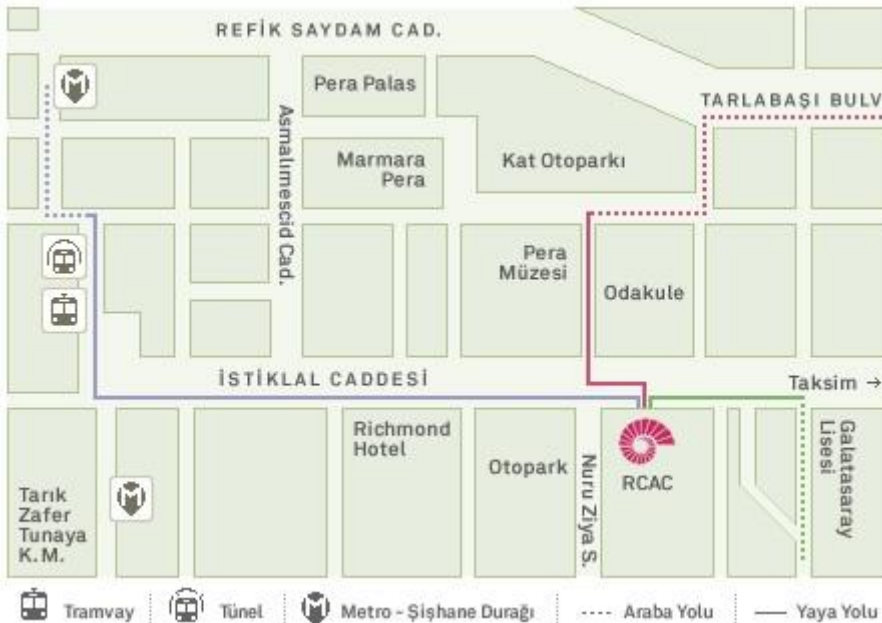 REFİK SAYDAM CAD.
Pera Palas
TARLABAŞI BULV
Asmalımescid Cad.
Marmara
Pera
Kat Otoparkı
Pera
Müzesi
Odakule
İSTİKLAL CADDESİ
Taksim →
Richmond
Hotel
Otopark
Nuru Ziya S.
RCAC
Galatasaray
Lisesi
Tarık
Zafer
Tunaya
K.M.
Tramvay
Tünel
Metro - Şişhane Durağı
Araba Yolu
Yaya Yolu